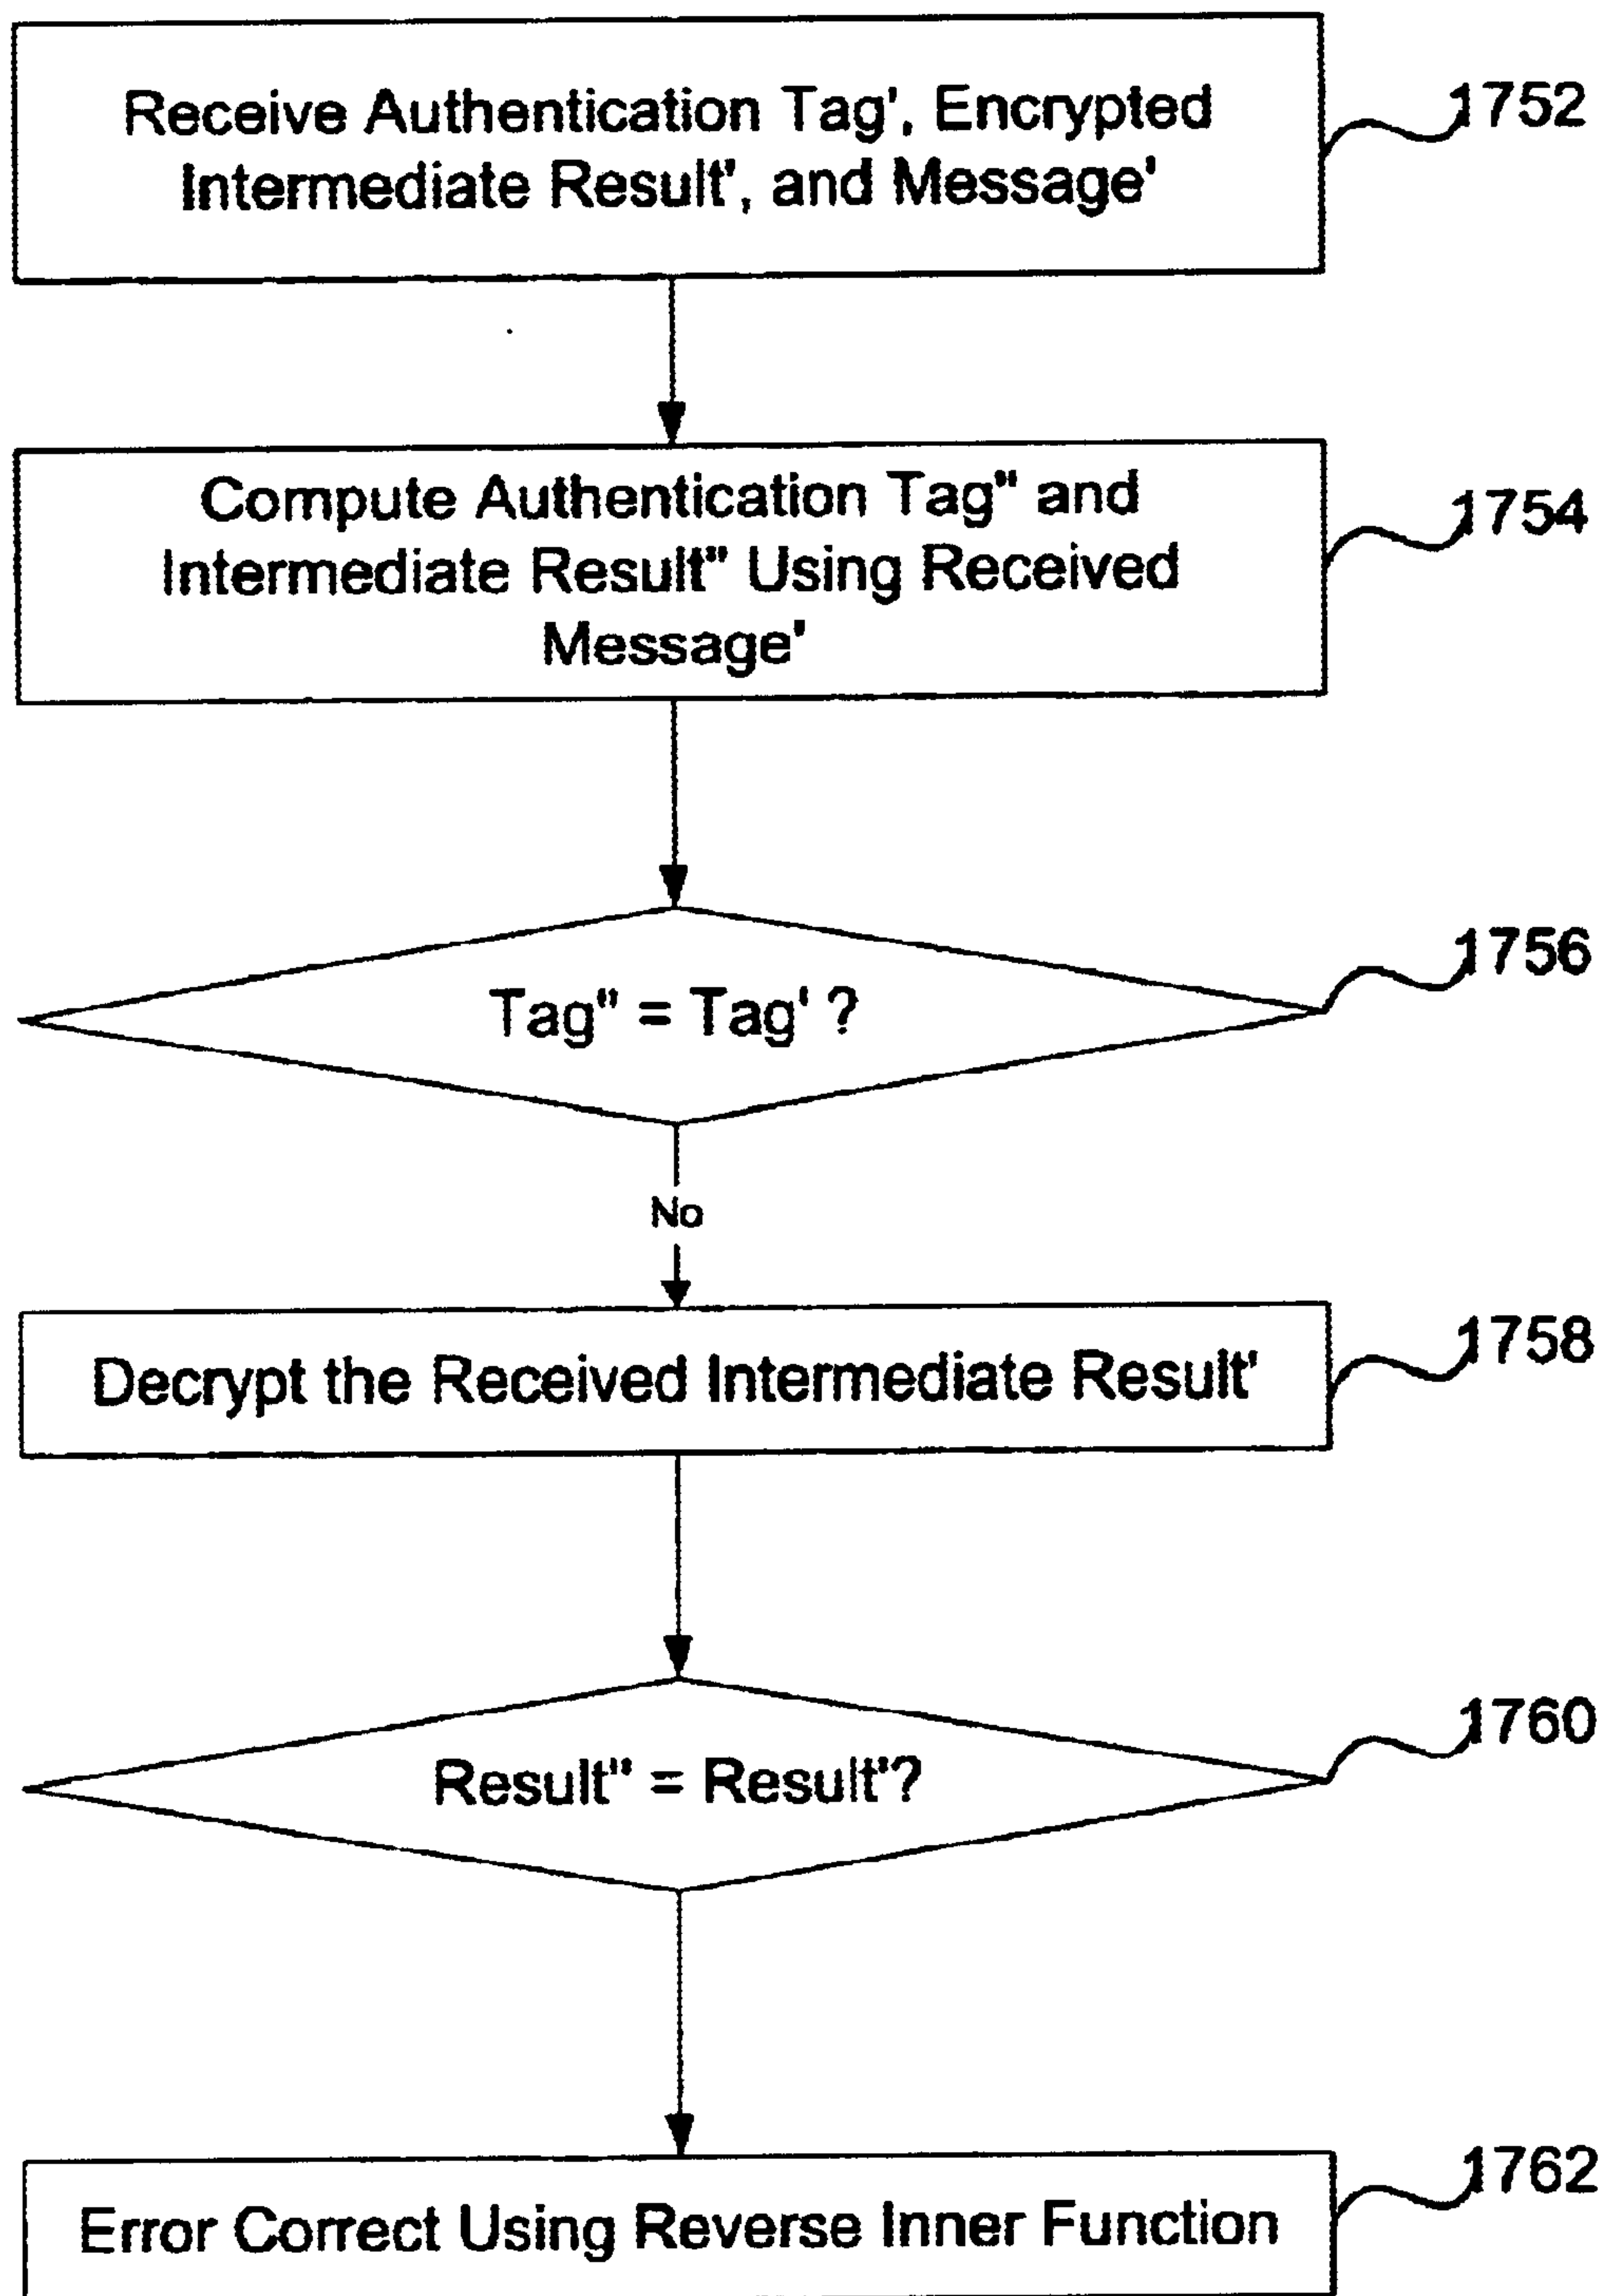 Receive Authentication Tag', Encrypted
Intermediate Result', and Message'
1752
Compute Authentication Tag" and
Intermediate Result" Using Received
Message'
1754
Tag" = Tag' ?
1756
No
Decrypt the Received Intermediate Result'
1758
Result" = Result'?
1760
Error Correct Using Reverse Inner Function
1762